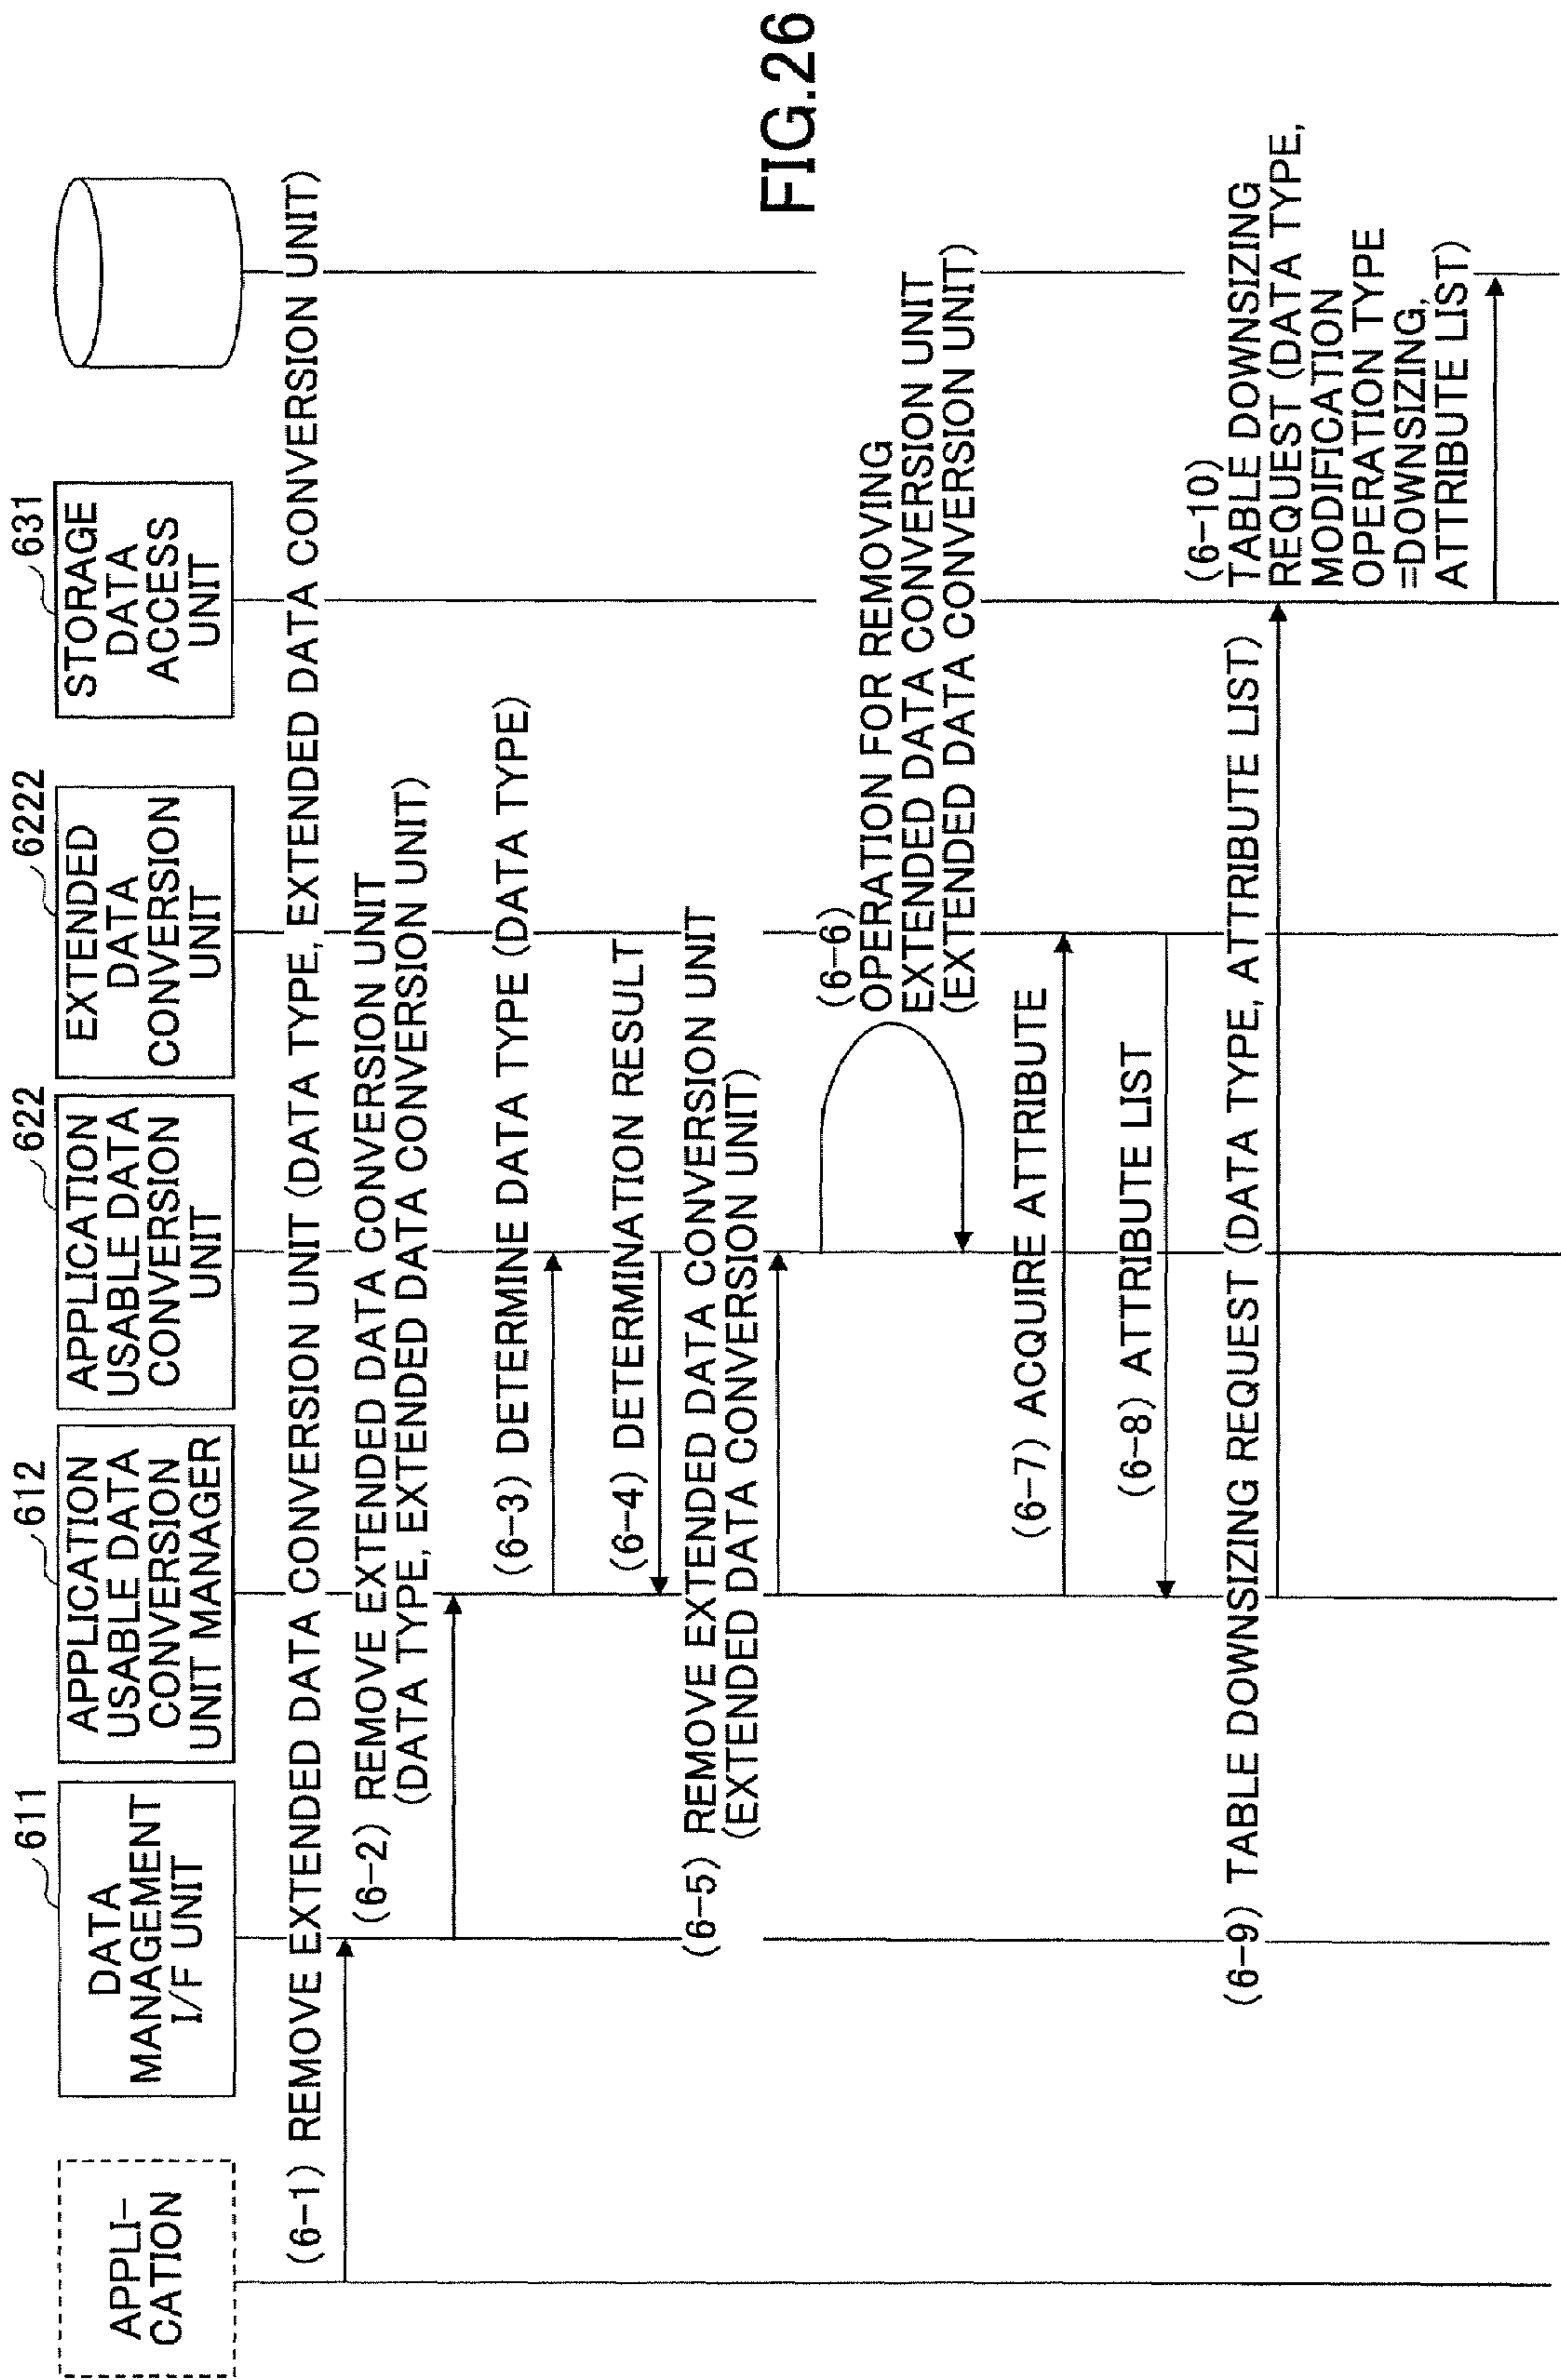 FIG.26
APPLI-
CATION
611
DATA
MANAGEMENT
I/F UNIT
612
APPLICATION
USABLE DATA
CONVERSION
UNIT MANAGER
622
APPLICATION
USABLE DATA
CONVERSION
UNIT
6222
EXTENDED
DATA
CONVERSION
UNIT
631
STORAGE
DATA
ACCESS
UNIT
(6-1) REMOVE EXTENDED DATA CONVERSION UNIT (DATA TYPE, EXTENDED DATA CONVERSION UNIT)
(6-2) REMOVE EXTENDED DATA CONVERSION UNIT
(DATA TYPE, EXTENDED DATA CONVERSION UNIT)
(6-3) DETERMINE DATA TYPE (DATA TYPE)
(6-4) DETERMINATION RESULT
(6-5) REMOVE EXTENDED DATA CONVERSION UNIT
(EXTENDED DATA CONVERSION UNIT)
(6-6)
OPERATION FOR REMOVING
EXTENDED DATA CONVERSION UNIT
(EXTENDED DATA CONVERSION UNIT)
(6-7) ACQUIRE ATTRIBUTE
(6-8) ATTRIBUTE LIST
(6-9) TABLE DOWNSIZING REQUEST (DATA TYPE, ATTRIBUTE LIST)
(6-10)
TABLE DOWNSIZING
REQUEST (DATA TYPE,
MODIFICATION
OPERATION TYPE
=DOWNSIZING,
ATTRIBUTE LIST)